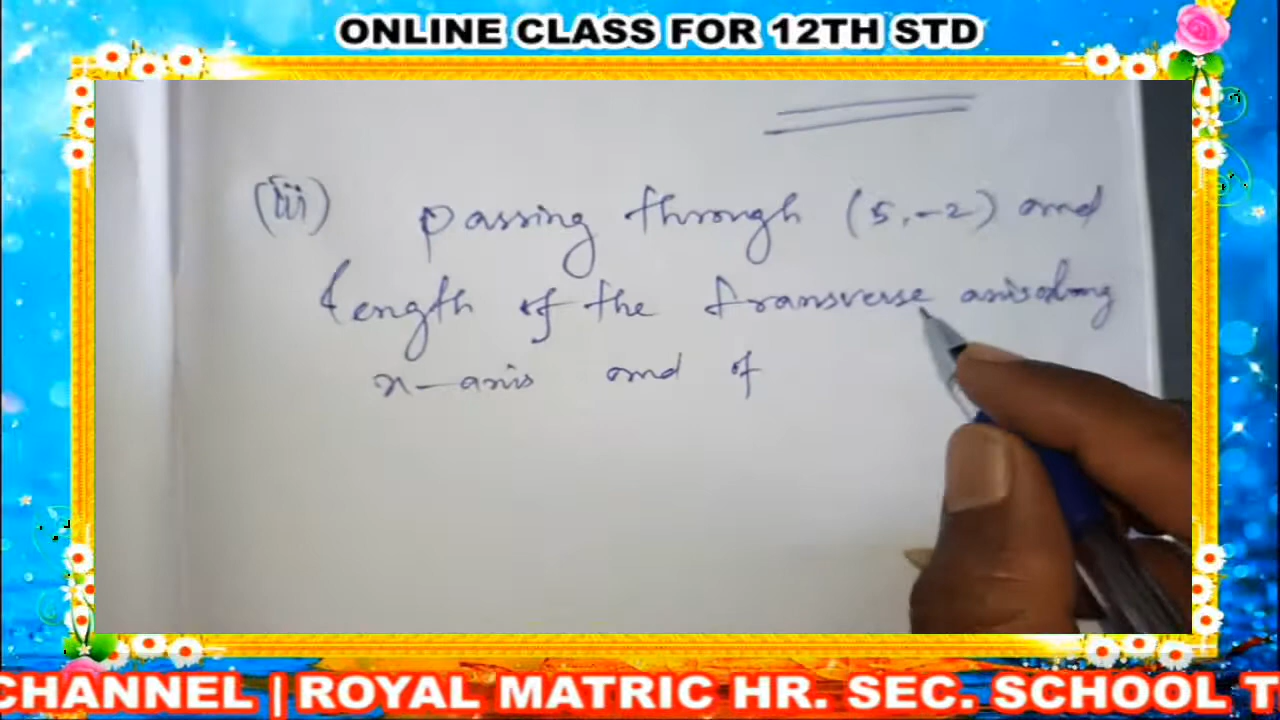 ONLINE CLASS FOR 12TH STD
(iii) passing through (5,-2) and
length of the transverse axis along
x-axis and of
CHANNEL | ROYAL MATRIC HR. SEC. SCHOOL T